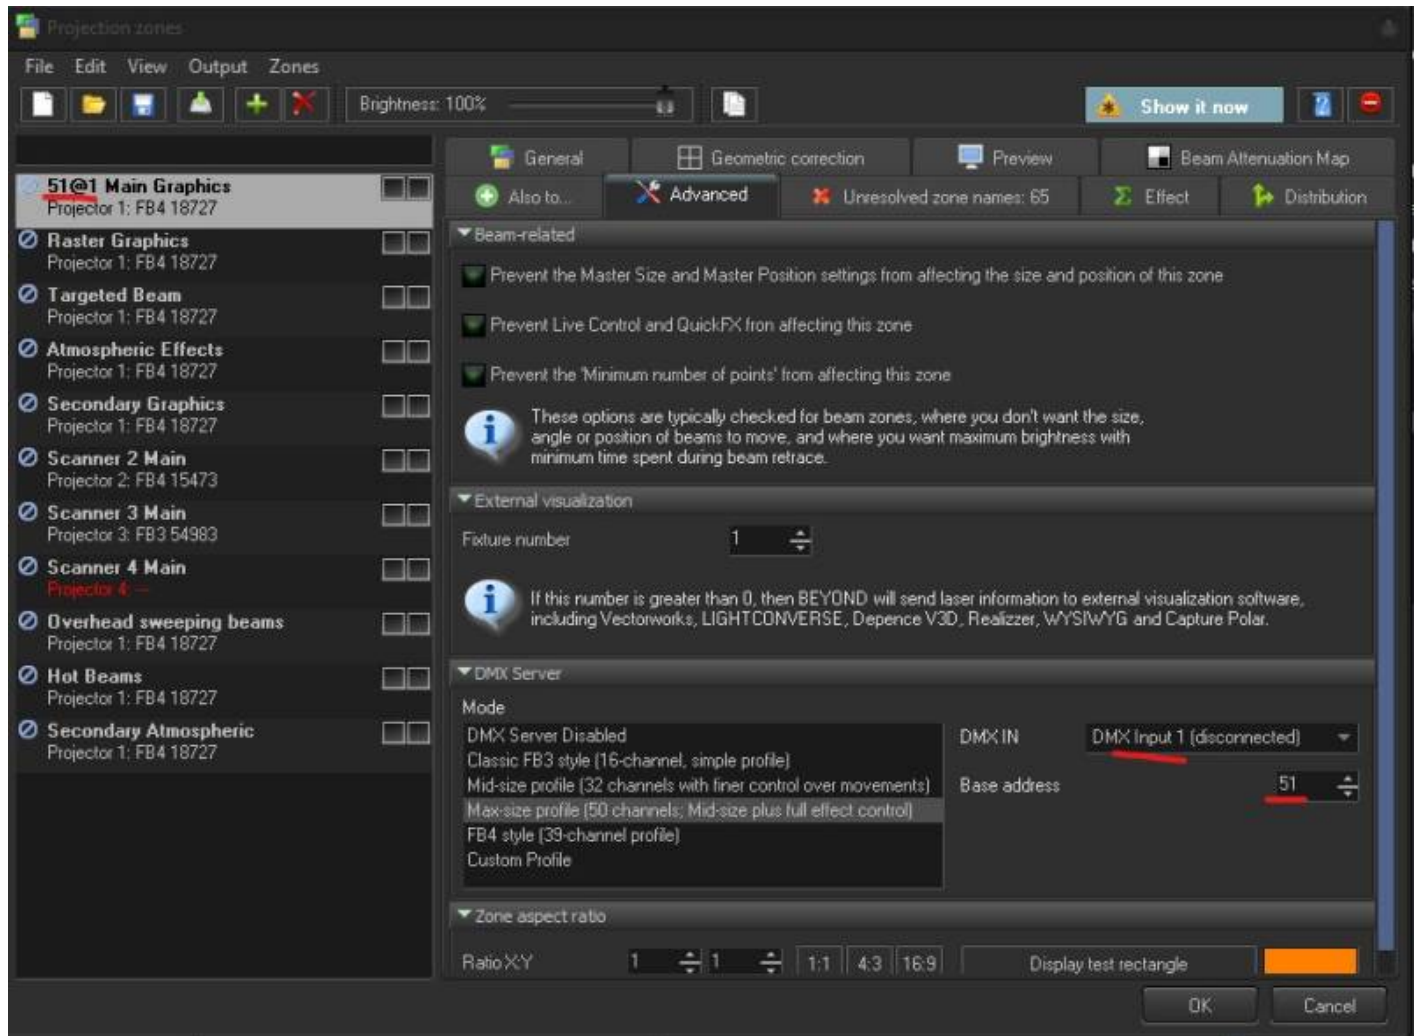 Projection zones
File Edit View Output Zones
Brightness: 100%
Show it now
General Geometric correction Preview Beam Attenuation Map
Also to... Advanced Unresolved zone names: 65 Effect Distribution
51@1 Main Graphics
Projector 1: FB4 18727
Raster Graphics
Projector 1: FB4 18727
Targeted Beam
Projector 1: FB4 18727
Atmospheric Effects
Projector 1: FB4 18727
Secondary Graphics
Projector 1: FB4 18727
Scanner 2 Main
Projector 2: FB4 15473
Scanner 3 Main
Projector 3: FB3 54983
Scanner 4 Main
Projector 4: --
Overhead sweeping beams
Projector 1: FB4 18727
Hot Beams
Projector 1: FB4 18727
Secondary Atmospheric
Projector 1: FB4 18727
Beam-related
Prevent the Master Size and Master Position settings from affecting the size and position of this zone
Prevent Live Control and QuickFX fron affecting this zone
Prevent the 'Minimum number of points' from affecting this zone
These options are typically checked for beam zones, where you don't want the size,
angle or position of beams to move, and where you want maximum brightness with
minimum time spent during beam retrace.
External visualization
Fixture number 1
If this number is greater than 0, then BEYOND will send laser information to external visualization software,
including Vectorworks, LIGHTCONVERSE, Depence V3D, Realizzer, WYSIWYG and Capture Polar.
DMX Server
Mode
DMX Server Disabled
Classic FB3 style (16-channel, simple profile)
Mid-size profile (32 channels with finer control over movements)
Max-size profile (50 channels; Mid-size plus full effect control)
FB4 style (39-channel profile)
Custom Profile
DMX IN DMX Input 1 (disconnected)
Base address 51
Zone aspect ratio
Ratio X:Y 1 1 1:1 4:3 16:9 Display test rectangle
OK Cancel